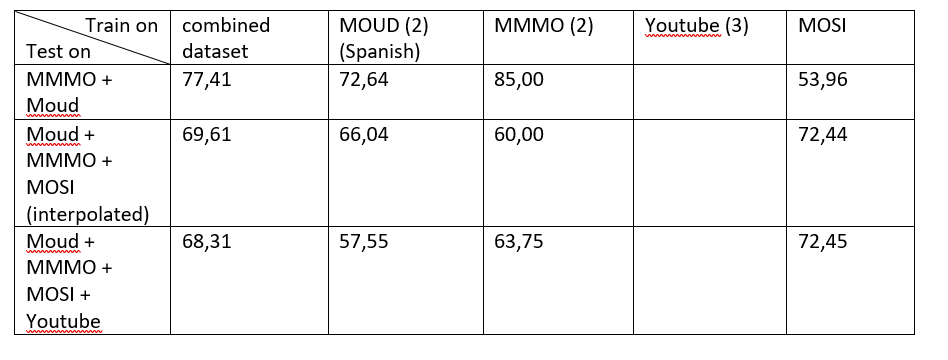 Train on
Test on
combined
dataset
MOUD (2)
(Spanish)
MMMO (2)
Youtube (3)
MOSI
MMMO +
Moud
77,41
72,64
85,00
53,96
Moud +
MMMO +
MOSI
(interpolated)
69,61
66,04
60,00
72,44
Moud +
MMMO +
MOSI +
Youtube
68,31
57,55
63,75
72,45